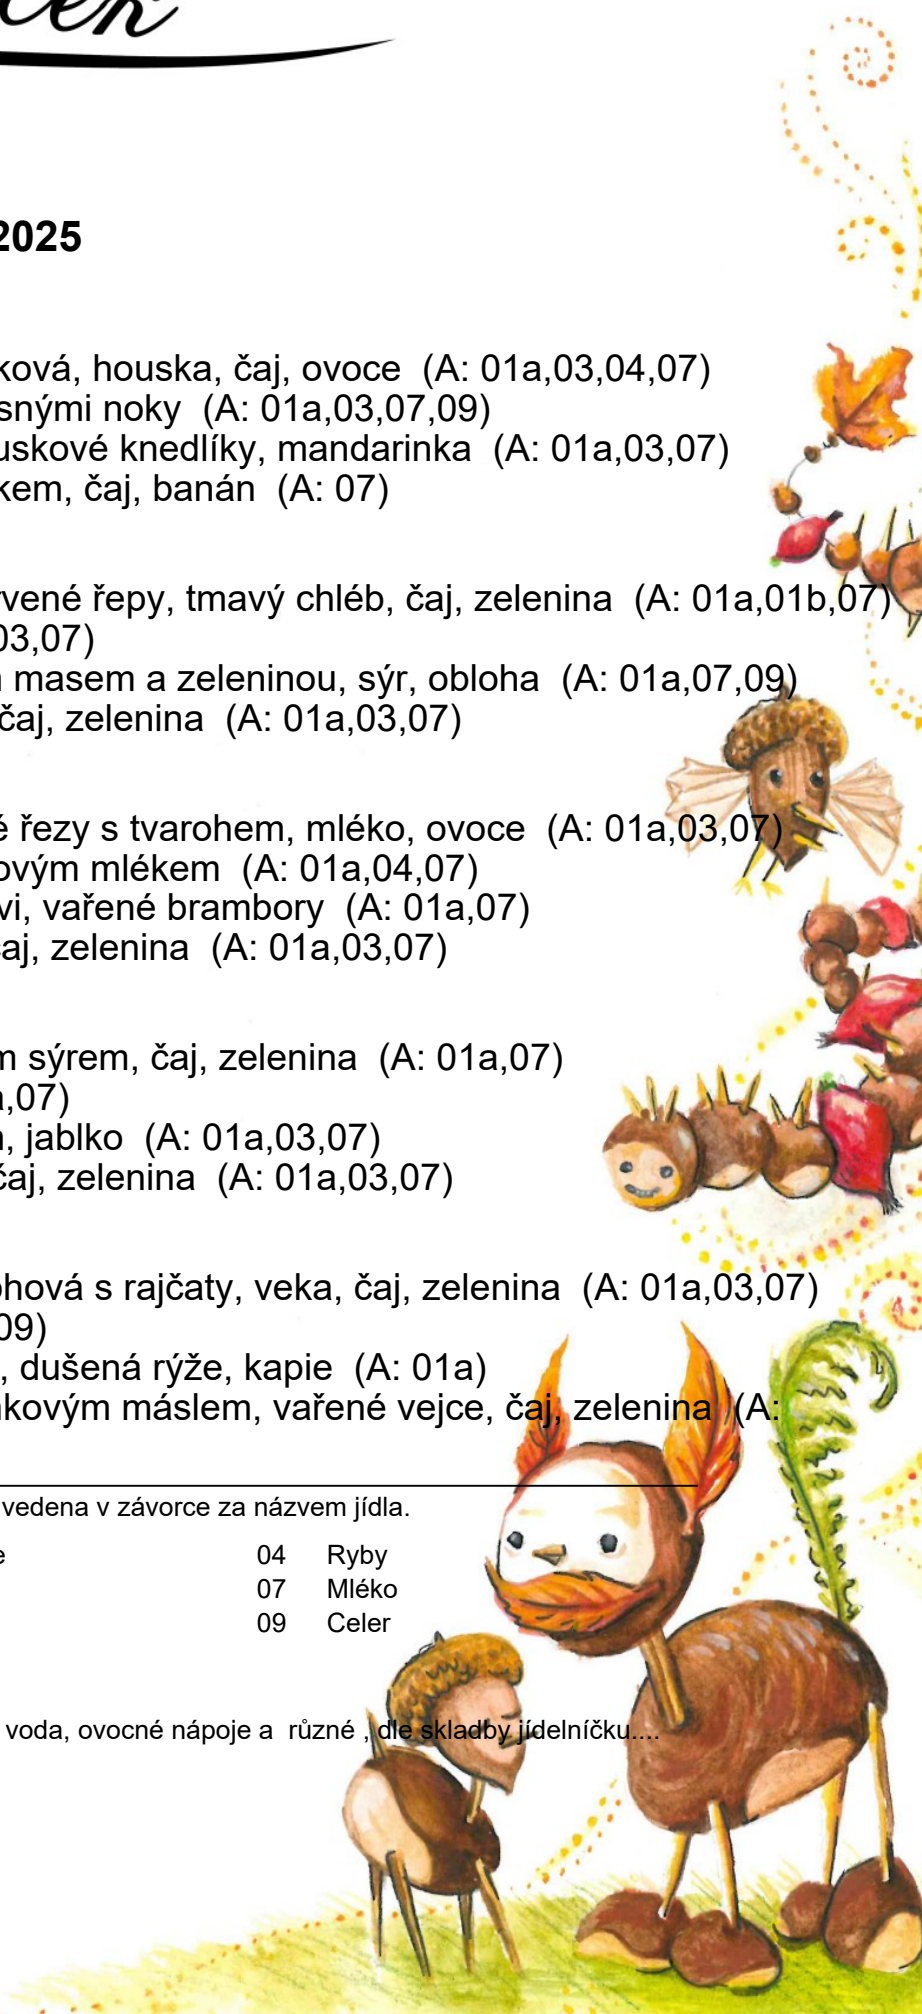 2025
ková, houska, čaj, ovoce (A: 01a,03,04,07)
snými noky (A: 01a,03,07,09)
uskové knedlíky, mandarinka (A: 01a,03,07)
kem, čaj, banán (A: 07)
vené řepy, tmavý chléb, čaj, zelenina (A: 01a,01b,07)
03,07)
masem a zeleninou, sýr, obloha (A: 01a,07,09)
čaj, zelenina (A: 01a,03,07)
é řezy s tvarohem, mléko, ovoce (A: 01a,03,07)
ovým mlékem (A: 01a,04,07)
vi, vařené brambory (A: 01a,07)
aj, zelenina (A: 01a,03,07)
m sýrem, čaj, zelenina (A: 01a,07)
,07)
, jablko (A: 01a,03,07)
čaj, zelenina (A: 01a,03,07)
ohová s rajčaty, veka, čaj, zelenina (A: 01a,03,07)
09)
, dušená rýže, kapie (A: 01a)
nkovým máslem, vařené vejce, čaj, zelenina (A:
vedena v závorce za názvem jídla.
e 04 Ryby
07 Mléko
09 Celer
voda, ovocné nápoje a různé , dle skladby jídelníčku....